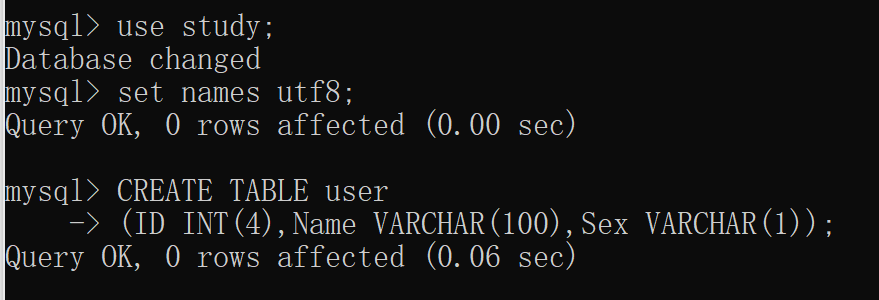 mysql> use study;
Database changed
mysql> set names utf8;
Query OK, 0 rows affected (0.00 sec)
mysql> CREATE TABLE user
    -> (ID INT(4),Name VARCHAR(100),Sex VARCHAR(1));
Query OK, 0 rows affected (0.06 sec)